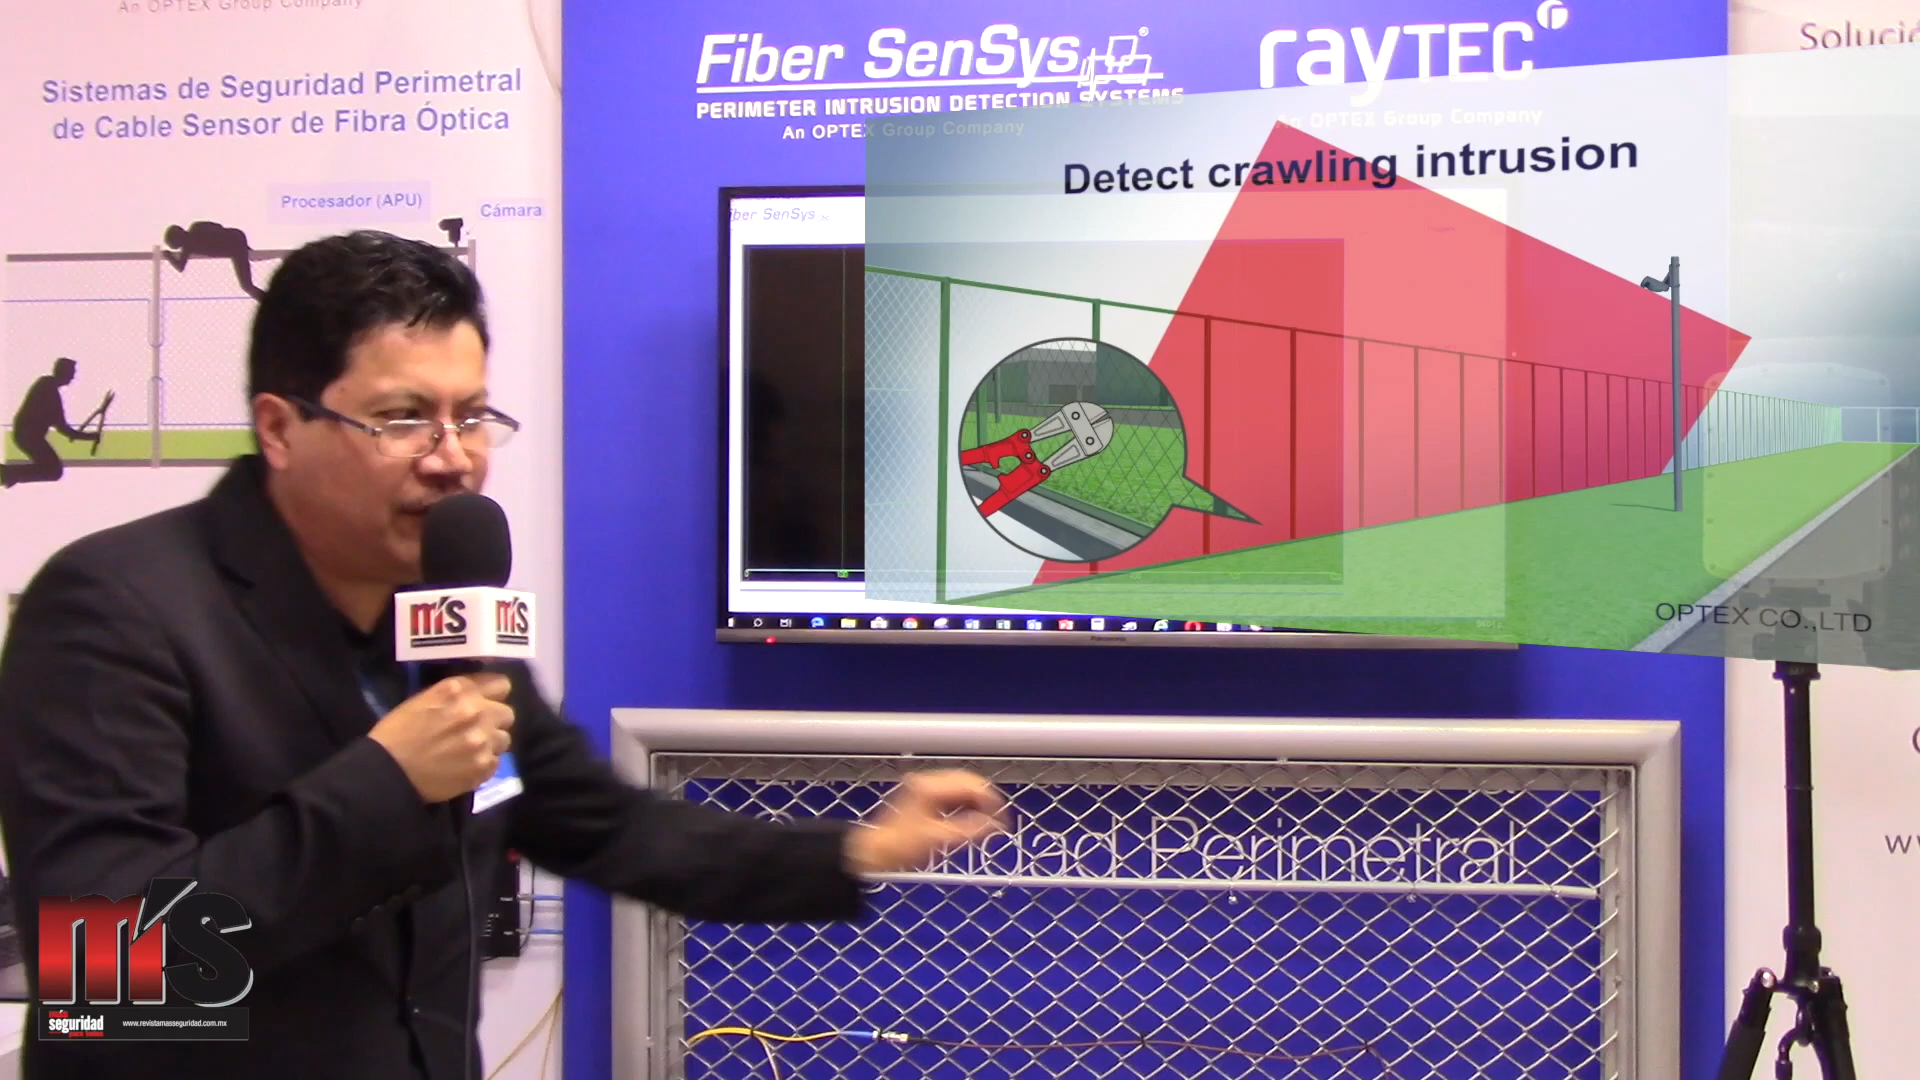 An OPTEX Group Company
Sistemas de Seguridad Perimetral
de Cable Sensor de Fibra Óptica
Procesador (APU)
Cámara
Fiber SenSys
PERIMETER INTRUSION DETECTION SYSTEMS
An OPTEX Group Company
rayTEC
An OPTEX Group Company
Detect crawling intrusion
Fiber SenSys
OPTEX CO.,LTD
m's
m's
Perimetral
m's
seguridad
www.revistamasseguridad.com.mx